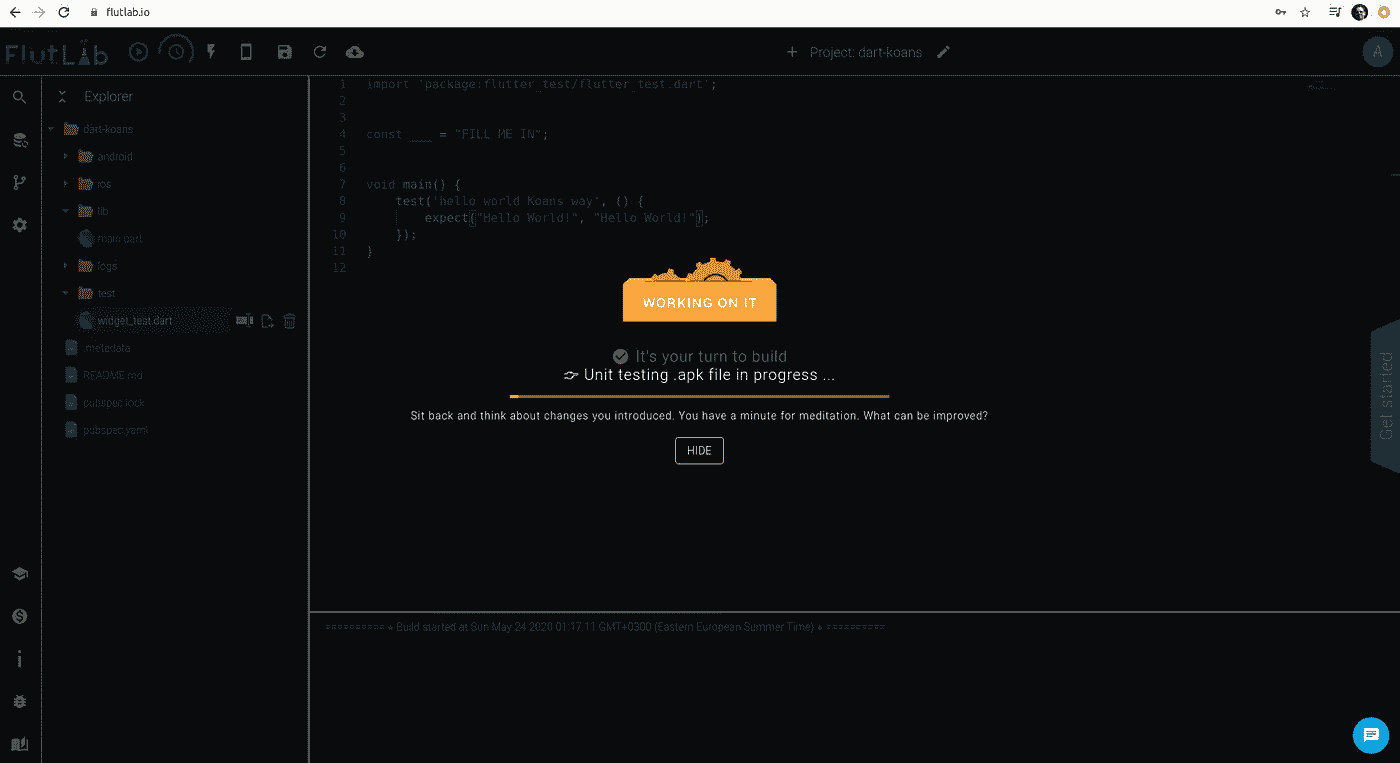 flutlab.io
FlutLab
Project: dart-koans
A
Explorer
dart-koans
android
ios
lib
main.dart
logs
test
widget_test.dart
.metadata
README.md
pubspec.lock
pubspec.yaml
1 import 'package:flutter_test/flutter_test.dart';
2
3
4 const ___ = "FILL ME IN";
5
6
7 void main() {
8 test('hello world Koans way', () {
9 expect("Hello World!", "Hello World!");
10 });
11 }
12
WORKING ON IT
It's your turn to build
Unit testing .apk file in progress ...
Sit back and think about changes you introduced. You have a minute for meditation. What can be improved?
HIDE
Get started
========== * Build started at Sun May 24 2020 01:17:11 GMT+0300 (Eastern European Summer Time) * ==========